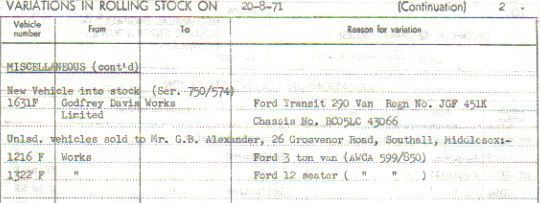 VARIATIONS IN ROLLING STOCK ON 20-8-71 (Continuation) 2.
Vehicle number From To Reason for variation
MISCELLANEOUS (cont'd)
New Vehicle into stock (Ser. 750/574)
1631F Godfrey Davis Works Ford Transit 290 Van Regn No. JGF 451K
Limited Chassis No. BC05LC 43066
Unlsd. vehicles sold to Mr. G.B. Alexander, 26 Grosvenor Road, Southall, Middlesex:-
1216 F Works Ford 3 ton van (AWCA 599/850)
1322 F " Ford 12 seater ( " " )